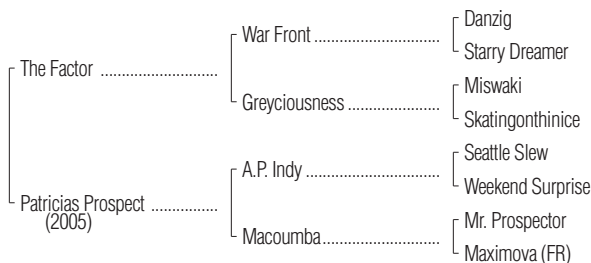 Danzig
War Front ........................
Starry Dreamer
The Factor ......................
Miswaki
Greyciousness ..................
Skatingonthinice
Seattle Slew
A.P. Indy ..........................
Weekend Surprise
Patricias Prospect ............
(2005)
Mr. Prospector
Macoumba.......................
Maximova (FR)